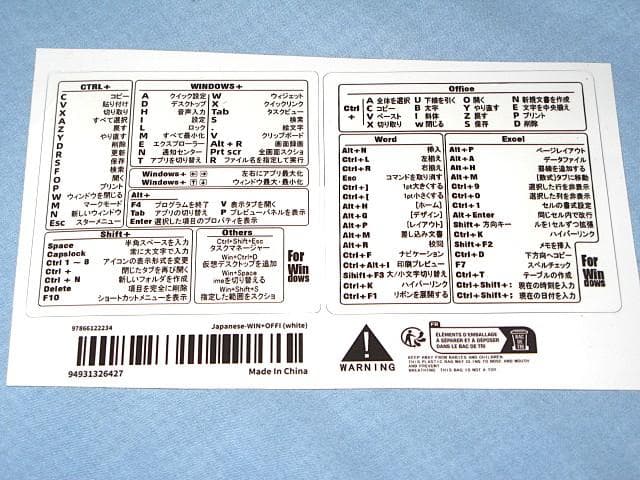 CTRL+
C コピー
V 貼り付け
X 切り取り
A すべて選択
Z 戻す
Y やり直す
D 削除
R 更新
S 保存
F 検索
O 開く
P プリント
W ウィンドウを閉じる
M マークモード
N 新しいウィンドウ
Esc スターメニュー
WINDOWS+
A クイック設定 W ウィジェット
D デスクトップ X クイックリンク
H 音声入力 Tab タスクビュー
I 設定 S 検索
L ロック 絵文字
M すべて最小化 V クリップボード
E エクスプローラー Alt + R 画面録画
N 通知センター Prt scr 全画面スクショ
T アプリを切り替え R ファイル名を指定して実行
Windows + ← → 左右にアプリ最大化
Windows + ↑ ↓ ウィンドウ最大・最小化
Alt+
F4 プログラムを終了 V 表示タブを開く
Tab アプリの切り替え P プレビューパネルを表示
Enter 選択した項目のプロパティを表示
Shift+
Space 半角スペースを入力
Capslock 常に大文字で入力
Ctrl 1 ~ 8 アイコンの表示形式を変更
Ctrl + 閉じたタブを再び開く
Ctrl + N 新しいフォルダを作成
Delete 項目を完全に削除
F10 ショートカットメニューを表示
Others
Ctrl+Shift+Esc
タスクマネージャー
Win+Ctrl+D
仮想デスクトップ追加
Win+Space
imeを切り替える
Win+Shift+S
指定した範囲をスクショ
For Win dows
Office
Ctrl +
A 全体を選択 U 下線を引く O 開く N 新規文書を作成
C コピー B 太字 Y やり直す E 文字を中央揃え
V ペースト I 斜体 Z 戻す P プリント
X 切り取り W 閉じる S 保存 D 削除
Word
Alt+N 挿入
Ctrl+L 左揃え
Ctrl+R 右揃え
Esc コマンドを取り消す
Ctrl+] 1pt大きくする
Ctrl+[ 1pt小さくする
Alt+H [ホーム]
Alt+G [デザイン]
Alt+P [レイアウト]
Alt+M 差し込み文書
Alt+R 校閲
Ctrl+F ナビケーション
Ctrl+Alt+I 印刷プレビュー
Shift+F3 大/小文字切り替え
Ctrl+K ハイパーリンク
Ctrl+F1 リボンを展開する
Excel
Alt+P ページレイアウト
Alt+A データファイル
Alt+H 罫線を追加する
Alt+M [数式]タブに移動
Ctrl+9 選択した行を非表示
Ctrl+0 選択した列を非表示
Ctrl+1 セルの書式設定
Alt+Enter 同じセル内で改行
Shift+ 方向キー ルを1セルずつ拡張
Ctrl+K ハイパーリンク
Shift+F2 メモを挿入
Ctrl+D 下方向へコピー
F7 スペルチェック
Ctrl+T テーブルの作成
Ctrl+Shift+: 現在の時刻を入力
Ctrl+Shift+; 現在の日付を入力
For Win dows
97866122234 Japanese-WIN+OFFI (white)
94931326427 Made In China
WARNING
FR
ÉLÉMENTS D'EMBALLAGE
À SÉPARER ET À DÉPOSER
DANS LE BAC DE TRI
BAC DE TRI
KEEP AWAY FROM BABIES AND CHILDREN.
THIS PLASTIC BAG MAY CLING TO NOSE AND MOUTH
AND PREVENT
BREATHING THIS BAG IS NOT A TOY